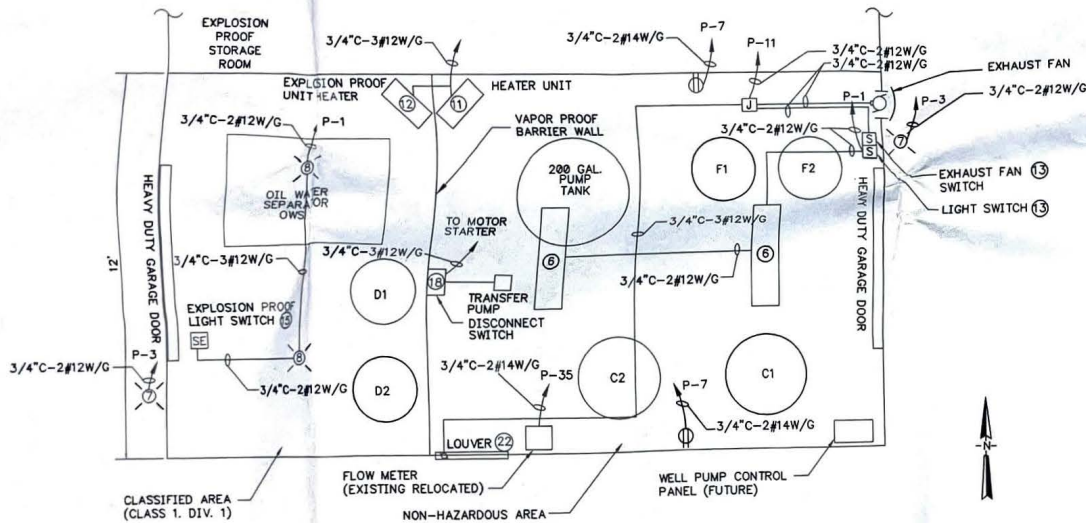 EXPLOSION
PROOF
STORAGE
ROOM
3/4"C-3#12W/G
3/4"C-2#14W/G
P-7
P-11
3/4"C-2#12W/G
3/4"C-2#12W/G
EXHAUST FAN
EXPLOSION PROOF
UNIT HEATER
12
11
HEATER UNIT
J
P-1
P-3
3/4"C-2#12W/G
3/4"C-2#12W/G
P-1
VAPOR PROOF
BARRIER WALL
3/4"C-2#12W/G
S
S
7
8
200 GAL.
PUMP
TANK
F1
F2
EXHAUST FAN 13
SWITCH
LIGHT SWITCH 13
HEAVY DUTY GARAGE DOOR
OIL WATER
SEPARATOR
OWS
TO MOTOR
STARTER
3/4"C-3#12W/G
HEAVY DUTY GARAGE DOOR
12'
3/4"C-3#12W/G
3/4"C-3#12W/G
6
6
3/4"C-2#12W/G
18
D1
TRANSFER
PUMP
DISCONNECT
SWITCH
EXPLOSION PROOF
LIGHT SWITCH 15
SE
8
P-3
3/4"C-2#12W/G
7
3/4"C-2#12W/G
D2
3/4"C-2#14W/G
P-35
C2
P-7
C1
3/4"C-2#14W/G
LOUVER 22
N
FLOW METER
(EXISTING RELOCATED)
WELL PUMP CONTROL
PANEL (FUTURE)
CLASSIFIED AREA
(CLASS 1. DIV. 1)
NON-HAZARDOUS AREA